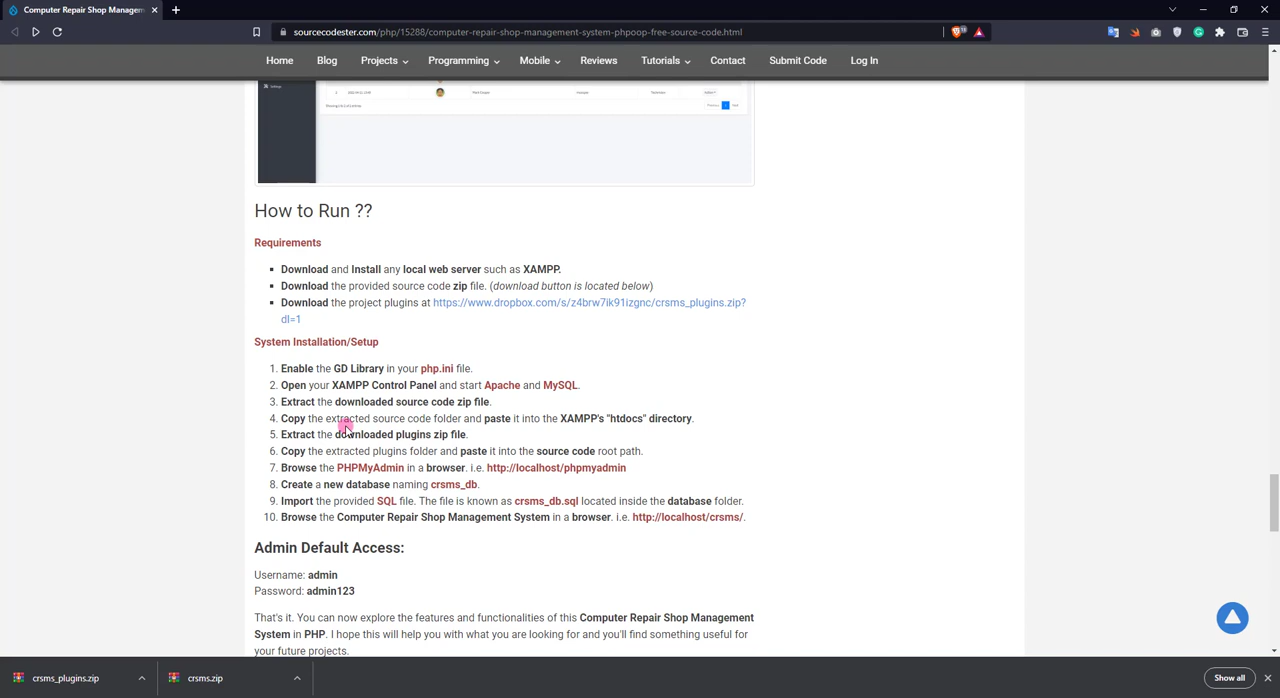 Computer Repair Shop Managem
sourcecodester.com/php/15288/computer-repair-shop-management-system-phpoop-free-source-code.html
Home Blog Projects Programming Mobile Reviews Tutorials Contact Submit Code Log In
Settings
How to Run ??
Requirements
Download and Install any local web server such as XAMPP.
Download the provided source code zip file. (download button is located below)
Download the project plugins at https://www.dropbox.com/s/z4brw7ik91izgnc/crsms_plugins.zip?
dl=1
System Installation/Setup
1. Enable the GD Library in your php.ini file.
2. Open your XAMPP Control Panel and start Apache and MySQL.
3. Extract the downloaded source code zip file.
4. Copy the extracted source code folder and paste it into the XAMPP's "htdocs" directory.
5. Extract the downloaded plugins zip file.
6. Copy the extracted plugins folder and paste it into the source code root path.
7. Browse the PHPMyAdmin in a browser. i.e. http://localhost/phpmyadmin
8. Create a new database naming crsms_db.
9. Import the provided SQL file. The file is known as crsms_db.sql located inside the database folder.
10. Browse the Computer Repair Shop Management System in a browser. i.e. http://localhost/crsms/.
Admin Default Access:
Username: admin
Password: admin123
That's it. You can now explore the features and functionalities of this Computer Repair Shop Management
System in PHP. I hope this will help you with what you are looking for and you'll find something useful for
your future projects.
crsms_plugins.zip crsms.zip Show all